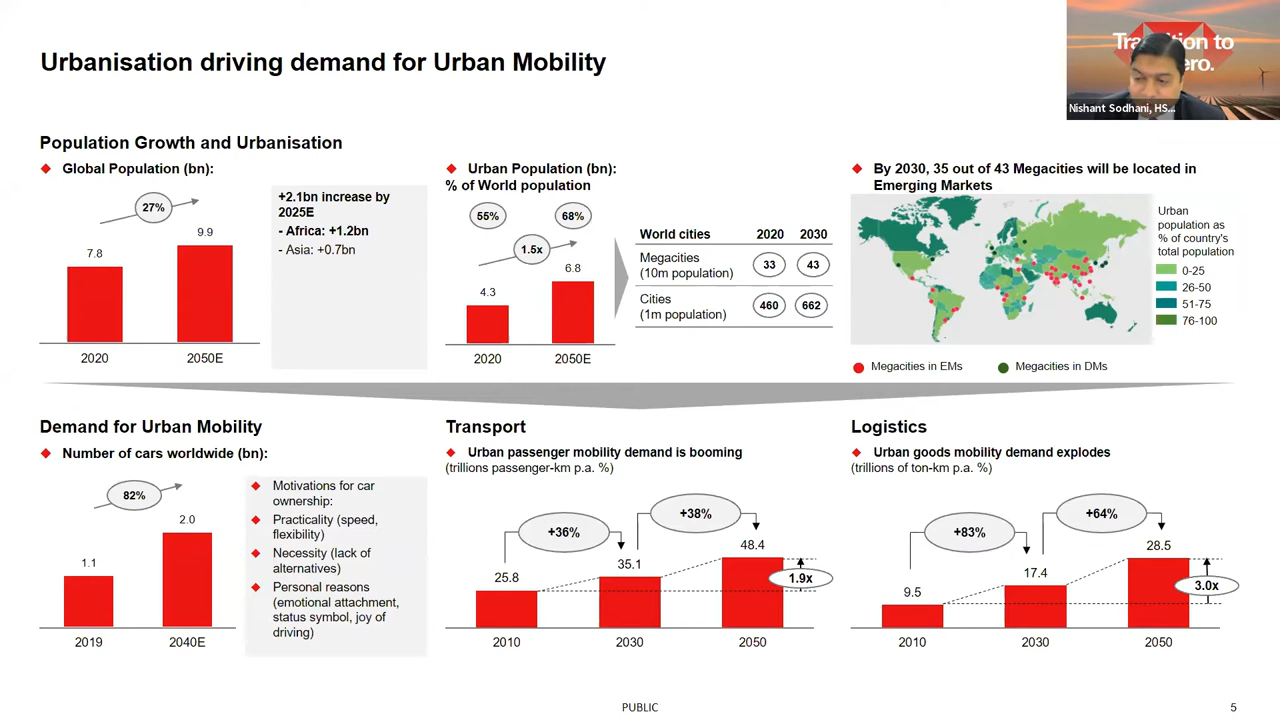 Urbanisation driving demand for Urban Mobility
Nishant Sodhani, HS...
Population Growth and Urbanisation
Global Population (bn):
27%
7.8
9.9
2020
2050E
+2.1bn increase by
2025E
- Africa: +1.2bn
- Asia: +0.7bn
Urban Population (bn):
% of World population
55%
68%
1.5x
4.3
6.8
2020
2050E
World cities 2020 2030
Megacities
(10m population)
33 43
Cities
(1m population)
460 662
By 2030, 35 out of 43 Megacities will be located in
Emerging Markets
Urban
population as
% of country's
total population
0-25
26-50
51-75
76-100
Megacities in EMs
Megacities in DMs
Demand for Urban Mobility
Number of cars worldwide (bn):
82%
1.1
2.0
2019
2040E
Motivations for car
ownership:
Practicality (speed,
flexibility)
Necessity (lack of
alternatives)
Personal reasons
(emotional attachment,
status symbol, joy of
driving)
Transport
Urban passenger mobility demand is booming
(trillions passenger-km p.a. %)
+36%
+38%
25.8
35.1
48.4
1.9x
2010
2030
2050
Logistics
Urban goods mobility demand explodes
(trillions of ton-km p.a. %)
+83%
+64%
9.5
17.4
28.5
3.0x
2010
2030
2050
PUBLIC
5